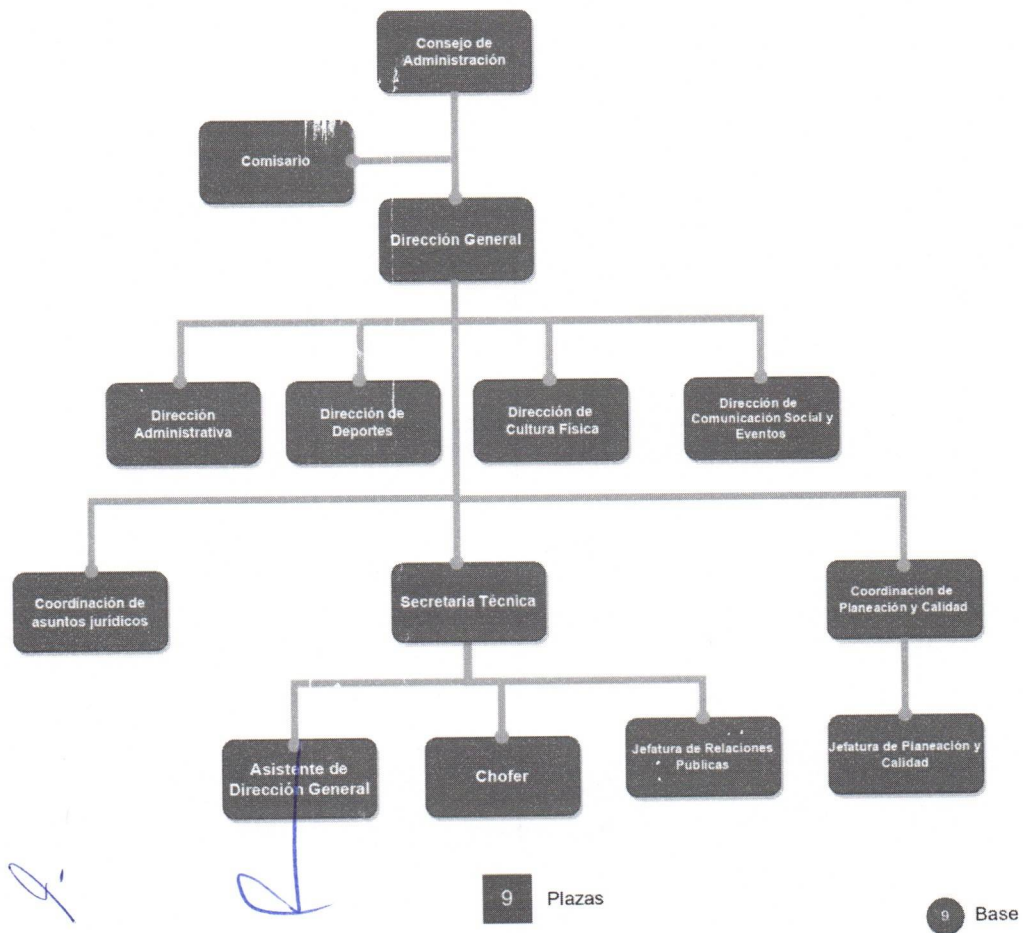 Consejo de
Administración
Comisario
Dirección General
Dirección
Administrativa
Dirección de
Deportes
Dirección de
Cultura Física
Dirección de
Comunicación Social y
Eventos
Coordinación de
asuntos jurídicos
Secretaria Técnica
Coordinación de
Planeación y Calidad
Asistente de
Dirección General
Chofer
Jefatura de Relaciones
Publicas
Jefatura de Planeación y
Calidad
9 Plazas
9 Base